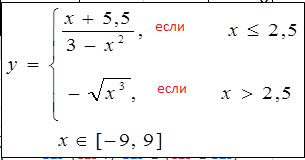 y = { (x + 5,5) / (3 − x²), если x ≤ 2,5
− √x³, если x > 2,5
x ∈ [−9, 9]